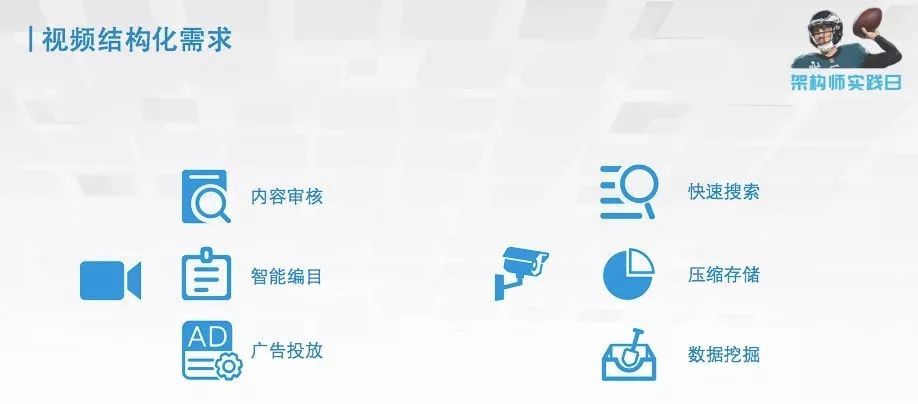 视频结构化需求
架构师实践日
内容审核
快速搜索
智能编目
压缩存储
AD
广告投放
数据挖掘